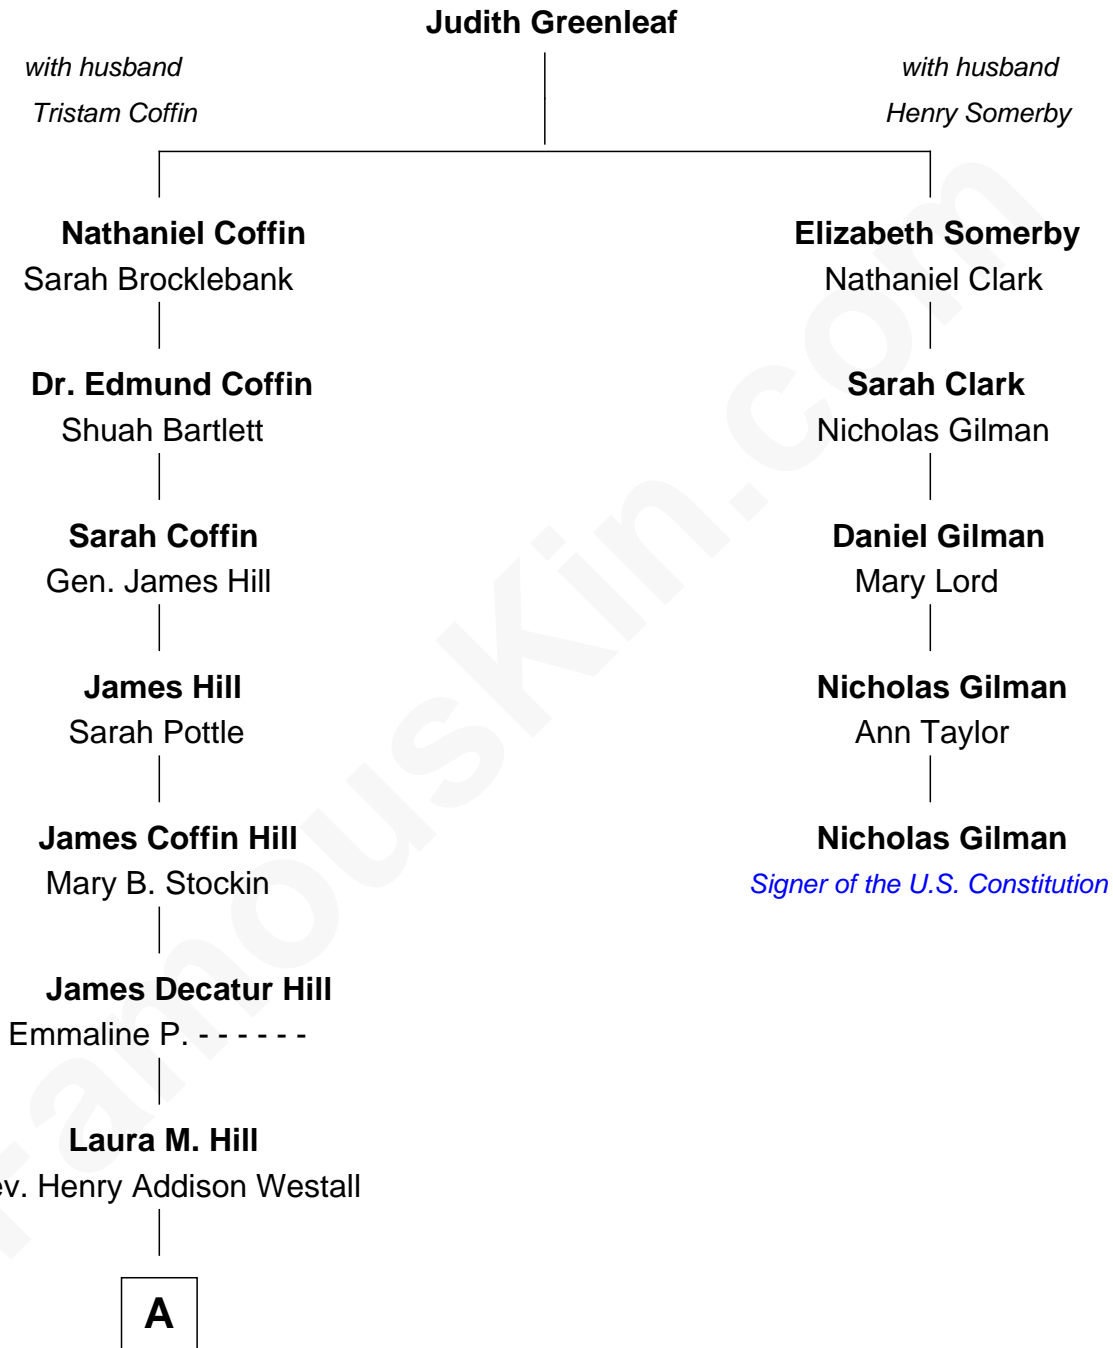 Judith Greenleaf
with husband
Tristam Coffin
with husband
Henry Somerby
Nathaniel Coffin
Sarah Brocklebank
Elizabeth Somerby
Nathaniel Clark
Dr. Edmund Coffin
Shuah Bartlett
Sarah Clark
Nicholas Gilman
Sarah Coffin
Gen. James Hill
Daniel Gilman
Mary Lord
James Hill
Sarah Pottle
Nicholas Gilman
Ann Taylor
James Coffin Hill
Mary B. Stockin
Nicholas Gilman
Signer of the U.S. Constitution
James Decatur Hill
Emmaline P. - - - - - -
Laura M. Hill
ev. Henry Addison Westall
A
FamousKin.com